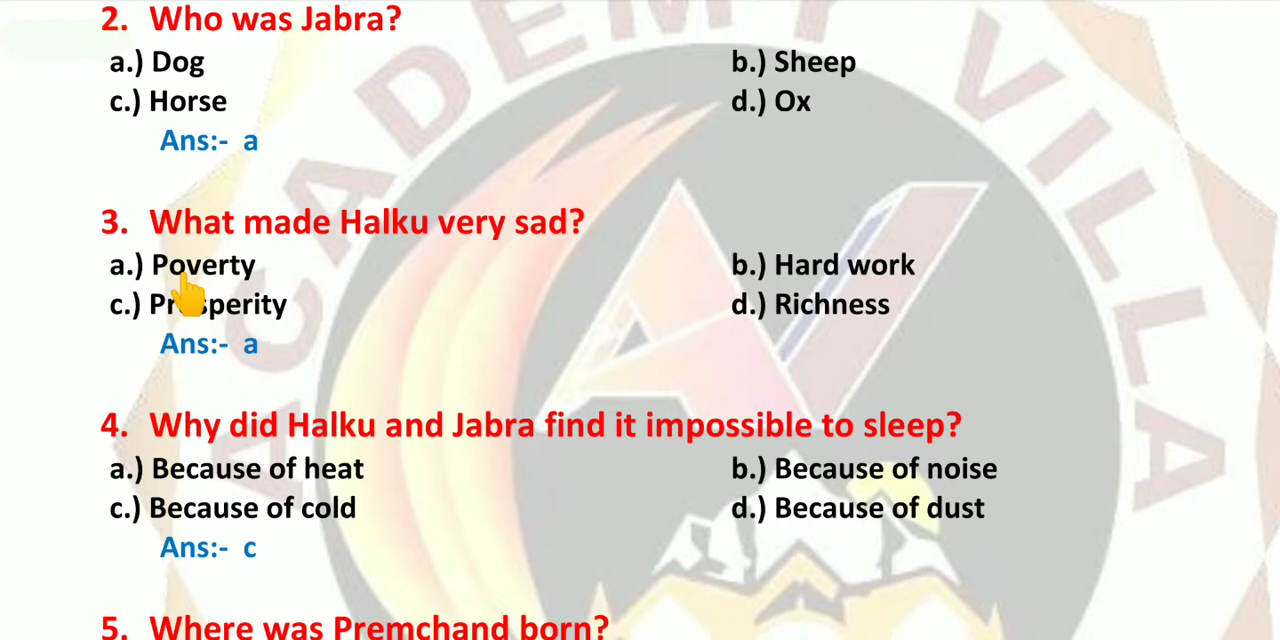 ACADEMY VILLA
2. Who was Jabra?
a.) Dog b.) Sheep
c.) Horse d.) Ox
Ans:- a
3. What made Halku very sad?
a.) Poverty b.) Hard work
c.) Prosperity d.) Richness
Ans:- a
4. Why did Halku and Jabra find it impossible to sleep?
a.) Because of heat b.) Because of noise
c.) Because of cold d.) Because of dust
Ans:- c
5. Where was Premchand born?